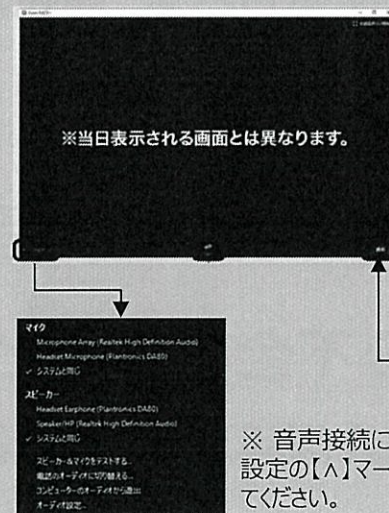 ※当日表示される画面とは異なります。
マイク
Microphone Array (Realtek High Definition Audio)
Headset Microphone (Plantronics DA80)
✓ システムと同じ
スピーカー
Headset Earphone (Plantronics DA80)
Speaker/HP (Realtek High Definition Audio)
✓ システムと同じ
スピーカー&マイクをテストする...
電話のオーディオに切り替える...
コンピューターのオーディオから退出
オーディオ設定...
※ 音声接続に
設定の【∧】マー
てください。